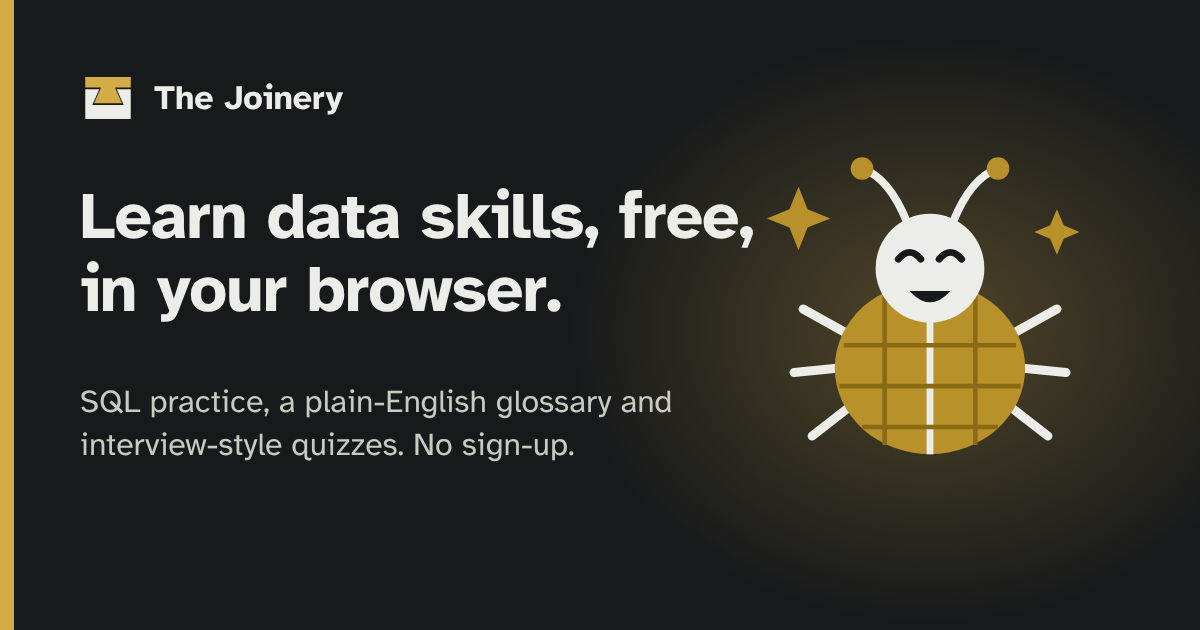 The Joinery
Learn data skills, free,
in your browser.
SQL practice, a plain-English glossary and
interview-style quizzes. No sign-up.